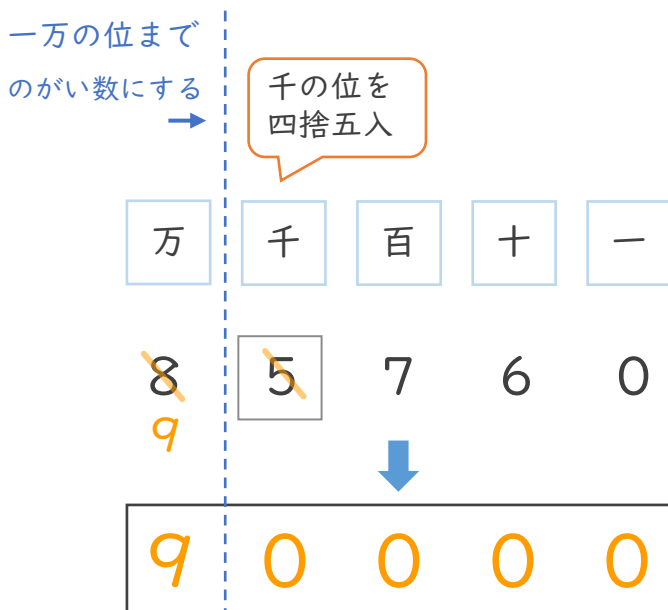 一万の位まで
のがい数にする
千の位を
四捨五入
万 千 百 十 一
8 5 7 6 0
9
9 0 0 0 0